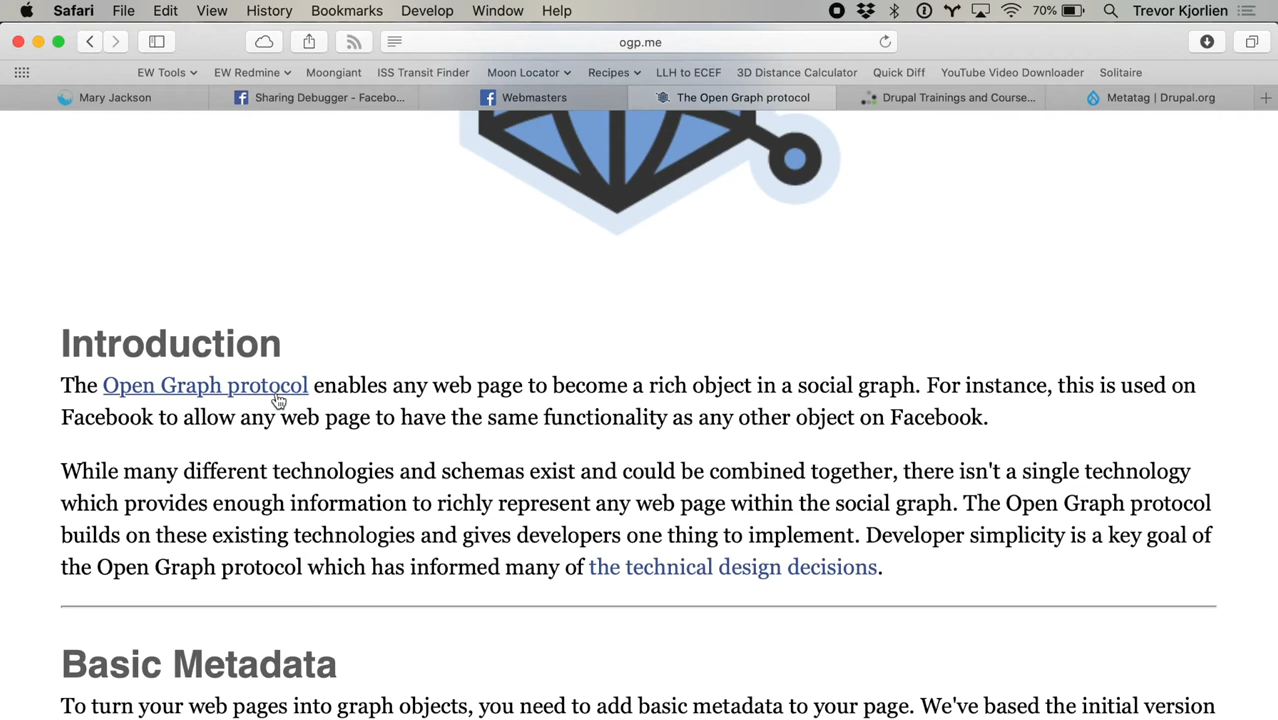 Safari File Edit View History Bookmarks Develop Window Help 70% Trevor Kjorlien
ogp.me
EW Tools EW Redmine Moongiant ISS Transit Finder Moon Locator Recipes LLH to ECEF 3D Distance Calculator Quick Diff YouTube Video Downloader Solitaire
Mary Jackson Sharing Debugger - Facebo... Webmasters The Open Graph protocol Drupal Trainings and Course... Metatag | Drupal.org
Introduction
The Open Graph protocol enables any web page to become a rich object in a social graph. For instance, this is used on
Facebook to allow any web page to have the same functionality as any other object on Facebook.
While many different technologies and schemas exist and could be combined together, there isn't a single technology
which provides enough information to richly represent any web page within the social graph. The Open Graph protocol
builds on these existing technologies and gives developers one thing to implement. Developer simplicity is a key goal of
the Open Graph protocol which has informed many of the technical design decisions.
Basic Metadata
To turn your web pages into graph objects, you need to add basic metadata to your page. We've based the initial version